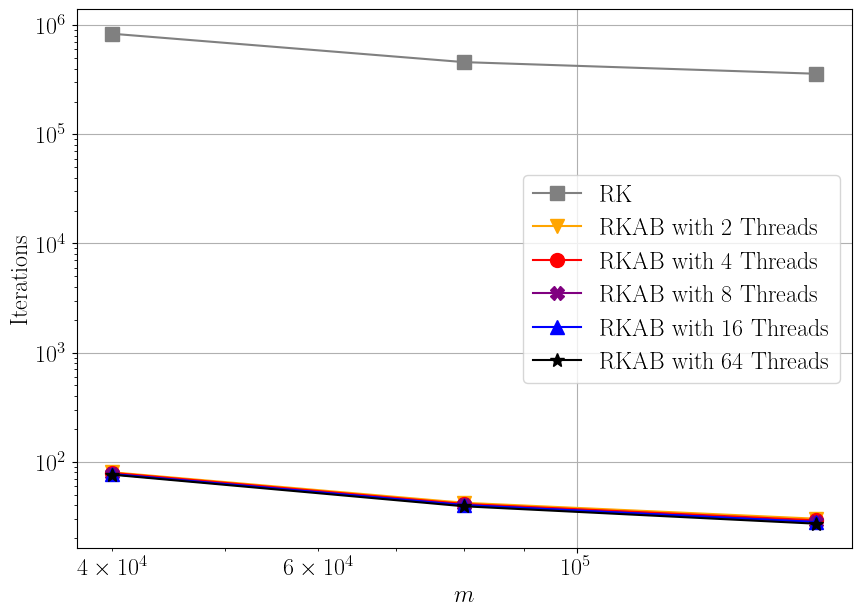 10^6
10^5
10^4
10^3
10^2
Iterations
RK
RKAB with 2 Threads
RKAB with 4 Threads
RKAB with 8 Threads
RKAB with 16 Threads
RKAB with 64 Threads
4 × 10^4
6 × 10^4
10^5
m